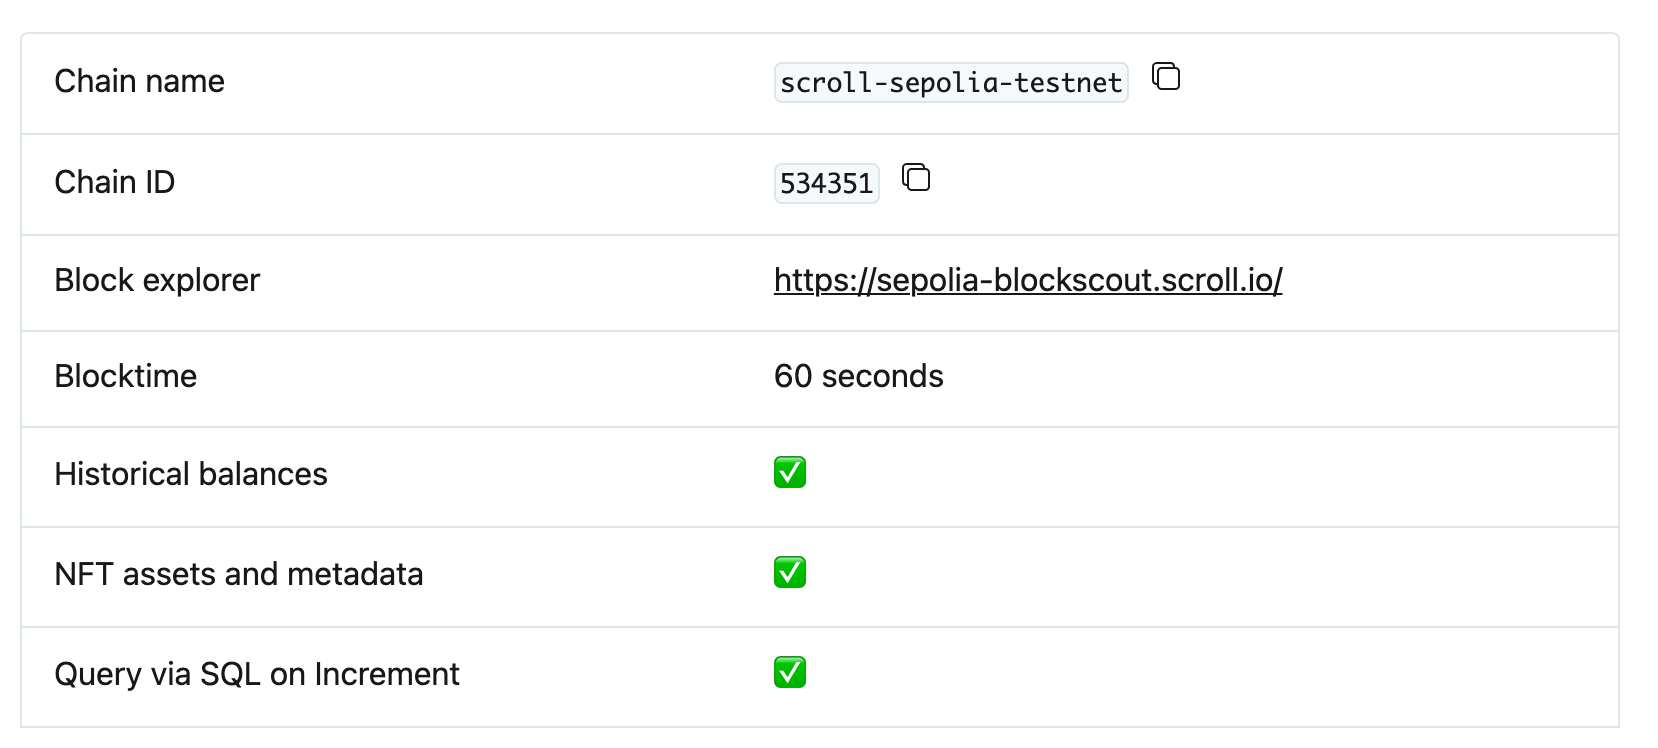 Chain name scroll-sepolia-testnet
Chain ID 534351
Block explorer https://sepolia-blockscout.scroll.io/
Blocktime 60 seconds
Historical balances ✅
NFT assets and metadata ✅
Query via SQL on Increment ✅